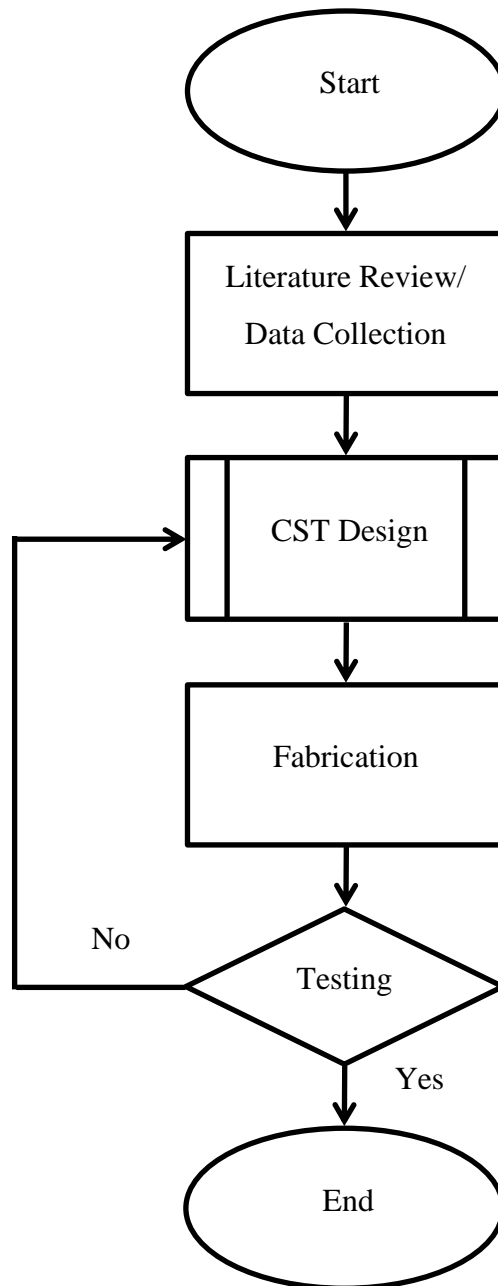 Start
Literature Review/
Data Collection
CST Design
Fabrication
No
Testing
Yes
End